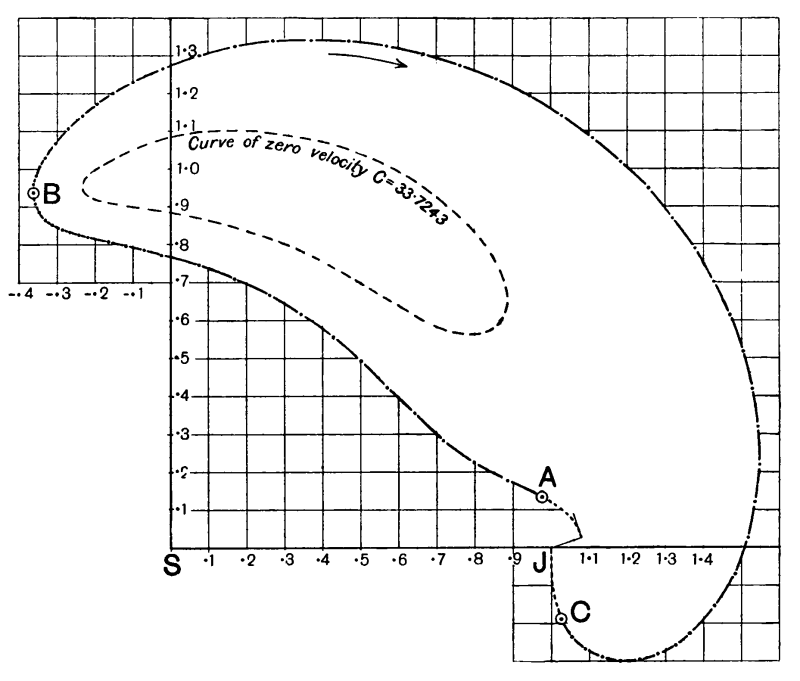 1·3
1·2
1·1
Curve of zero velocity C=33·7243
1·0
B
·9
·8
-·4 -·3 -·2 -·1
·7
·6
·5
·4
·3
·2
A
·1
S ·1 ·2 ·3 ·4 ·5 ·6 ·7 ·8 ·9 J 1·1 1·2 1·3 1·4
C